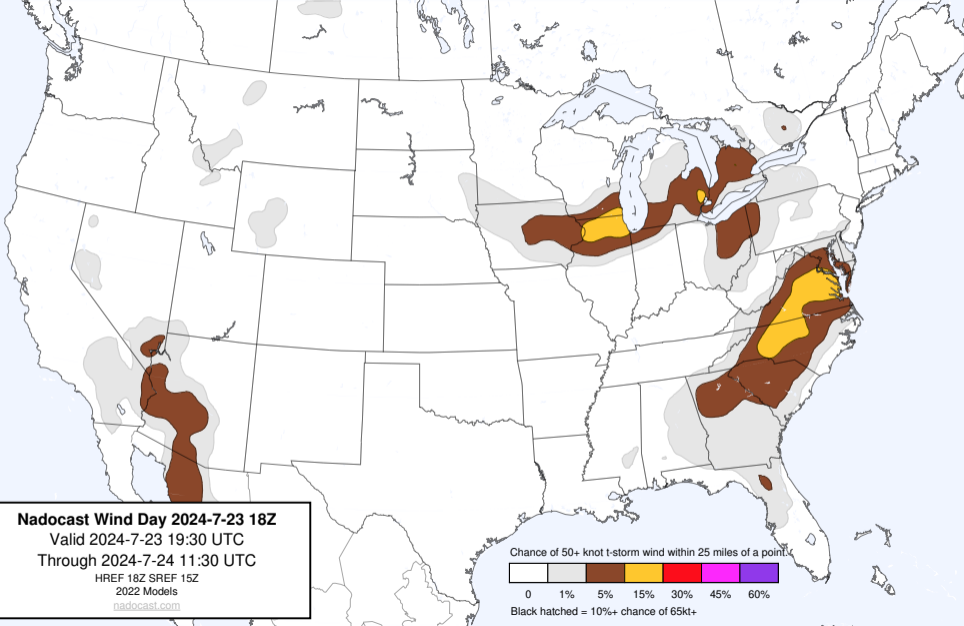 Nadocast Wind Day 2024-7-23 18Z
Valid 2024-7-23 19:30 UTC
Through 2024-7-24 11:30 UTC
HREF 18Z SREF 15Z
2022 Models
nadocast.com
Chance of 50+ knot t-storm wind within 25 miles of a point.
0 1% 5% 15% 30% 45% 60%
Black hatched = 10%+ chance of 65kt+